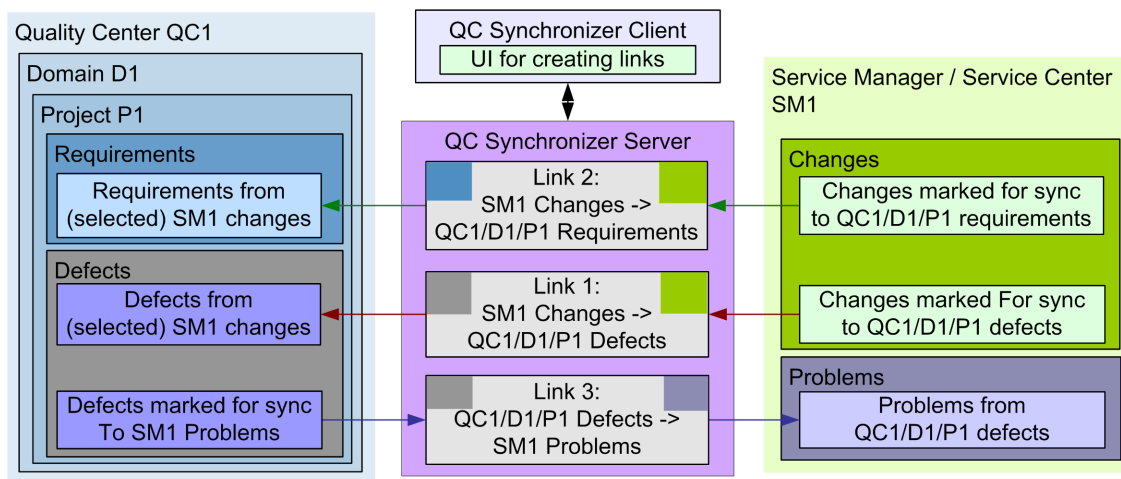 Quality Center QC1
Domain D1
Project P1
Requirements
Requirements from
(selected) SM1 changes
Defects
Defects from
(selected) SM1 changes
Defects marked for sync
To SM1 Problems
QC Synchronizer Client
UI for creating links
QC Synchronizer Server
Link 2:
SM1 Changes ->
QC1/D1/P1 Requirements
Link 1:
SM1 Changes ->
QC1/D1/P1 Defects
Link 3:
QC1/D1/P1 Defects ->
SM1 Problems
Service Manager / Service Center
SM1
Changes
Changes marked for sync
to QC1/D1/P1 requirements
Changes marked For sync
to QC1/D1/P1 defects
Problems
Problems from
QC1/D1/P1 defects